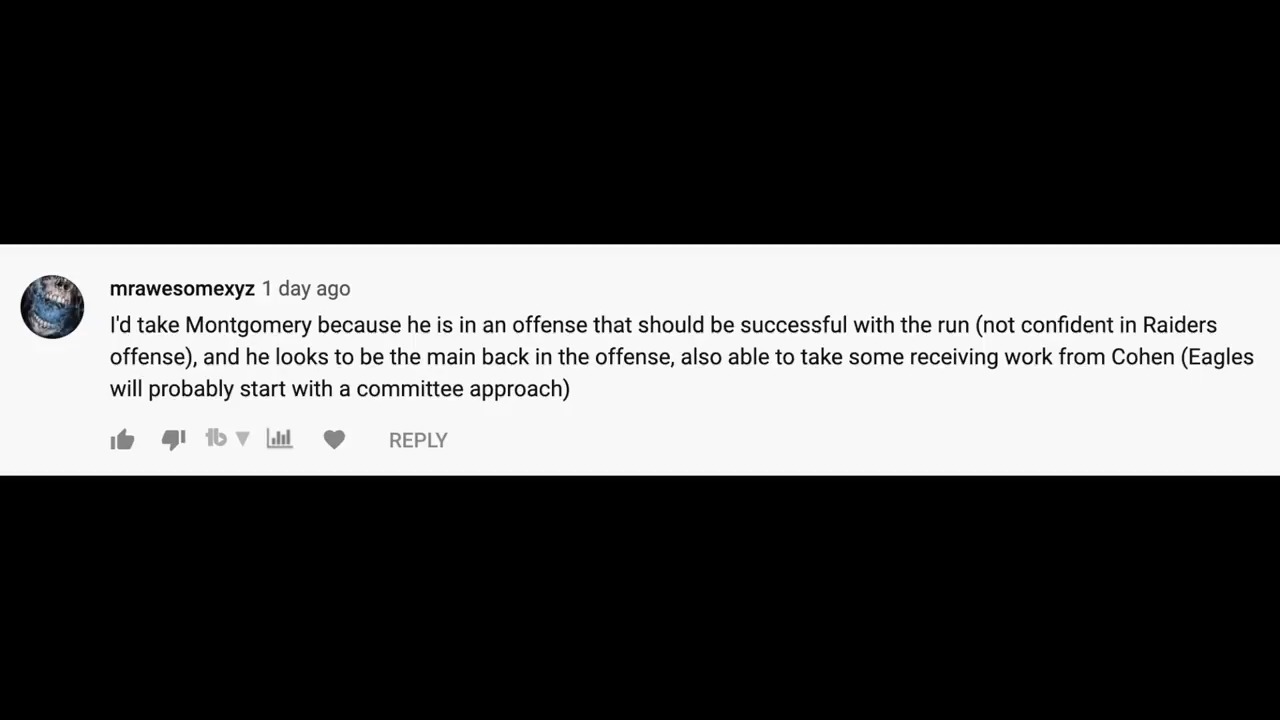 mrawesomexyz 1 day ago
I'd take Montgomery because he is in an offense that should be successful with the run (not confident in Raiders
offense), and he looks to be the main back in the offense, also able to take some receiving work from Cohen (Eagles
will probably start with a committee approach)
tb REPLY